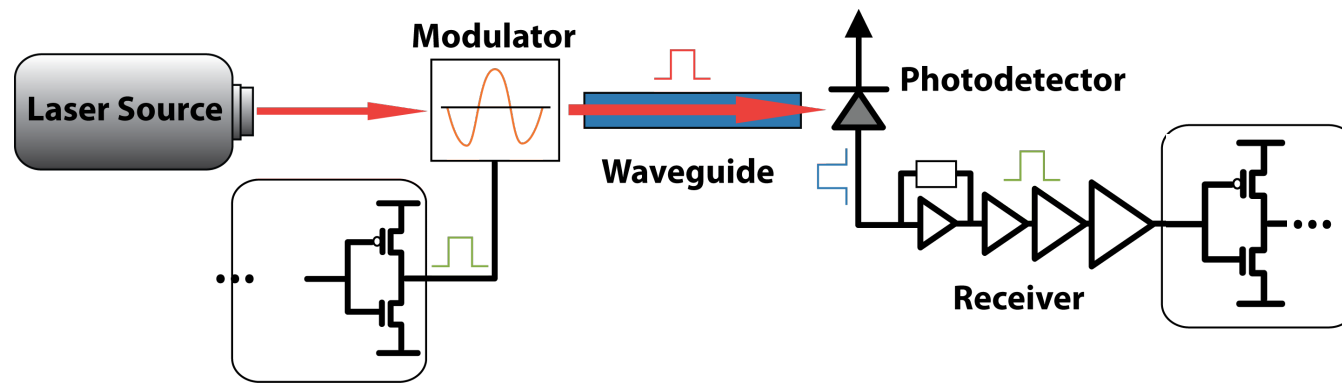 Modulator
Laser Source
Photodetector
Waveguide
Receiver